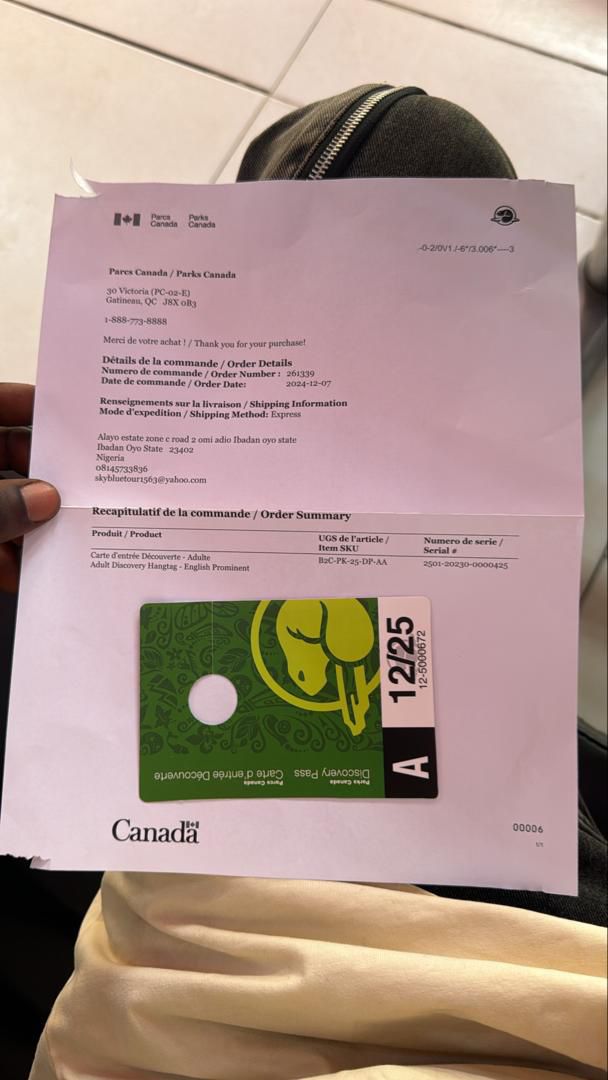 Parcs Canada Parks Canada
Parcs Canada / Parks Canada
30 Victoria (PC-02-E)
Gatineau, QC J8X 0B3
1-888-773-8888
Merci de votre achat ! / Thank you for your purchase!
Détails de la commande / Order Details
Numero de commande / Order Number : 261339
Date de commande / Order Date: 2024-12-07
Renseignements sur la livraison / Shipping Information
Mode d'expedition / Shipping Method: Express
Alayo estate zone c road 2 omi adio Ibadan oyo state
Ibadan Oyo State 23402
Nigeria
08145733836
skybluetour1563@yahoo.com
Recapitulatif de la commande / Order Summary
Produit / Product UGS de l'article / Item SKU Numero de serie / Serial #
Carte d'entrée Découverte - Adulte B2C-PK-25-DP-AA 2501-20230-0000425
Adult Discovery Hangtag - English Prominent
12/25
12-5000672
A
Parks Canada Parcs Canada
Discovery Pass Carte d'entrée Découverte
Canada
00006
1/1